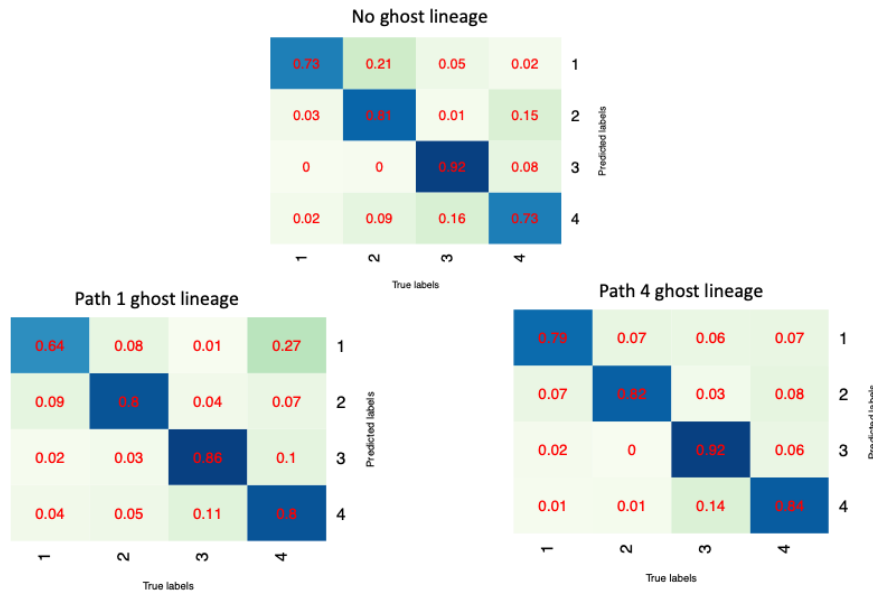 No ghost lineage
0.73 0.21 0.05 0.02 1
0.03 0.81 0.01 0.15 2
0 0 0.92 0.08 3
0.02 0.09 0.16 0.73 4
Predicted labels
1 2 3 4
True labels
Path 1 ghost lineage
0.64 0.08 0.01 0.27 1
0.09 0.8 0.04 0.07 2
0.02 0.03 0.86 0.1 3
0.04 0.05 0.11 0.8 4
Predicted labels
1 2 3 4
True labels
Path 4 ghost lineage
0.79 0.07 0.06 0.07 1
0.07 0.82 0.03 0.08 2
0.02 0 0.92 0.06 3
0.01 0.01 0.14 0.84 4
Predicted labels
1 2 3 4
True labels